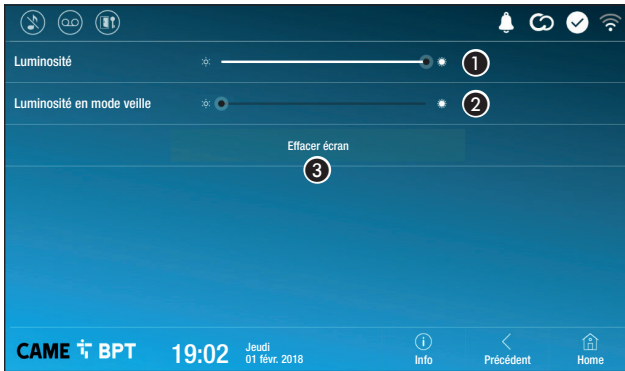 Luminosité
1
Luminosité en mode veille
2
Effacer écran
3
CAME BPT
19:02
Jeudi
01 févr. 2018
Info
Précédent
Home